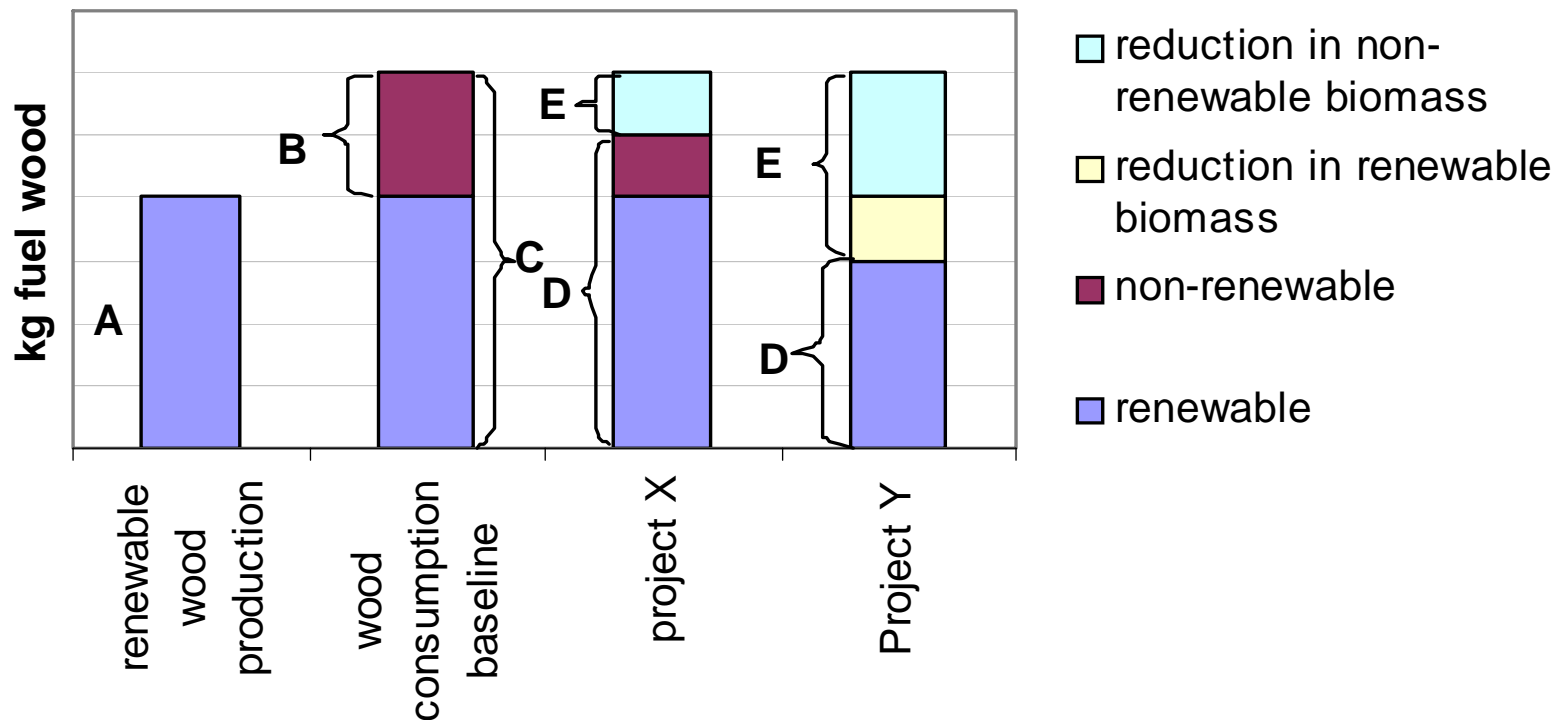 kg fuel wood
A
B
C
E
D
E
D
renewable
wood
production
wood
consumption
baseline
project X
Project Y
reduction in non-
renewable biomass
reduction in renewable
biomass
non-renewable
renewable